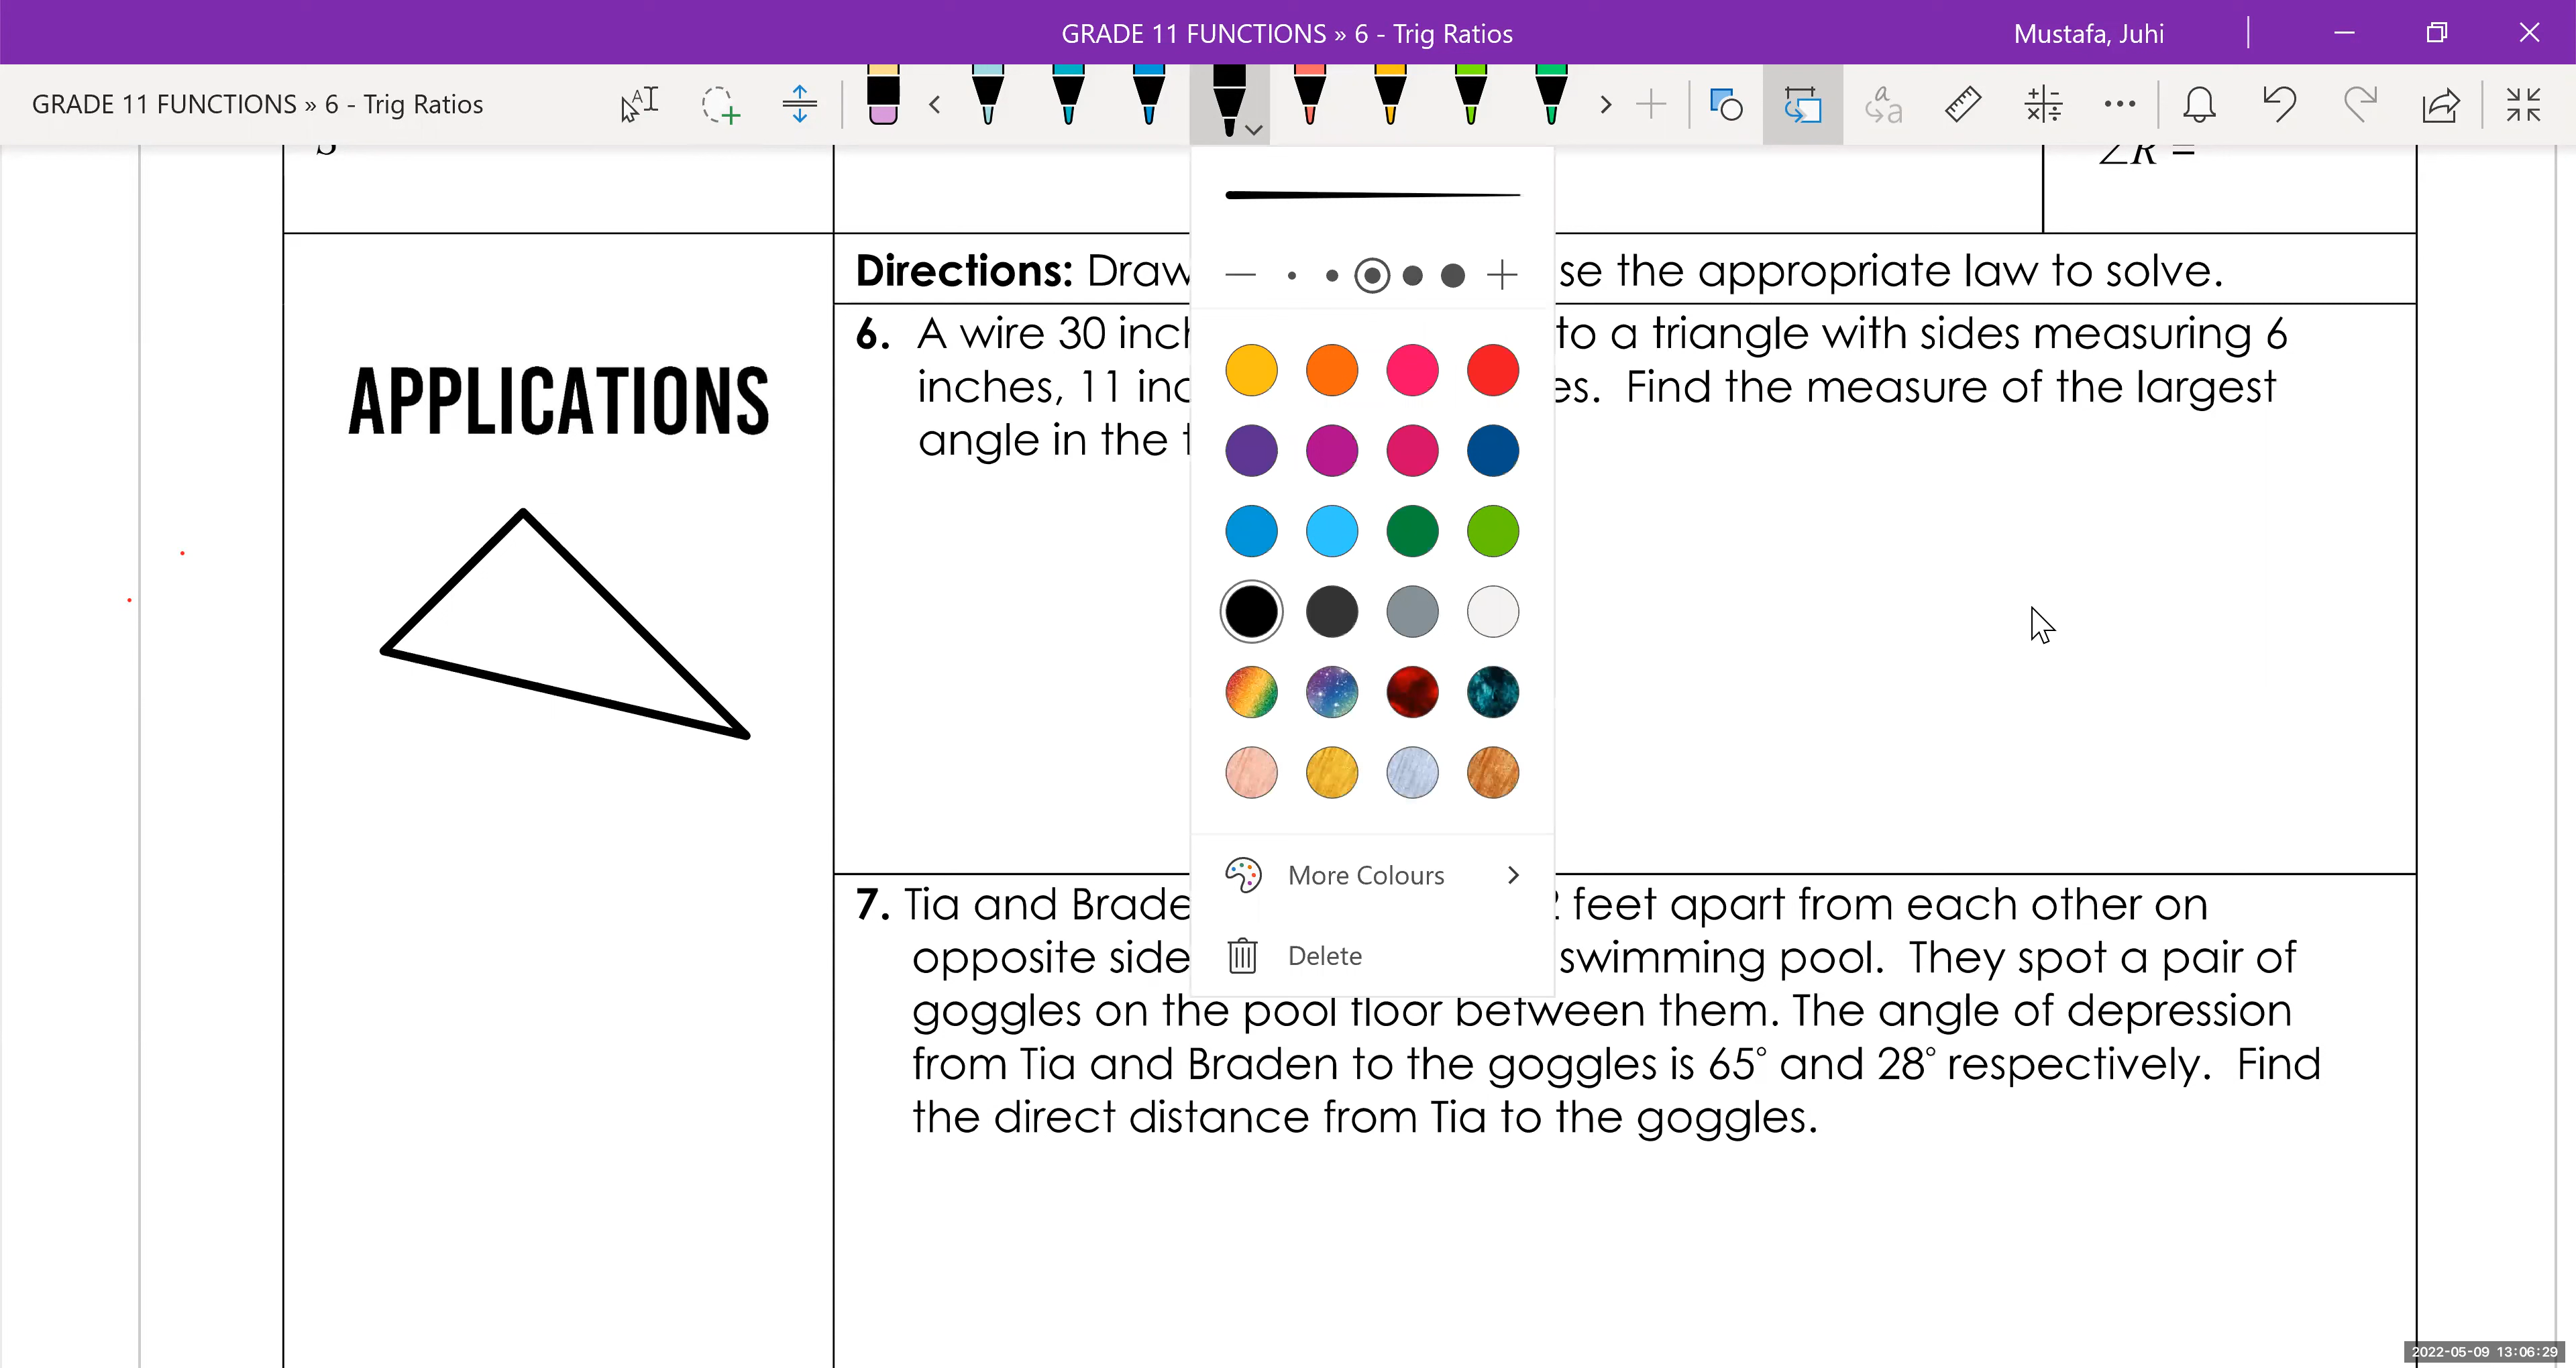 GRADE 11 FUNCTIONS » 6 - Trig Ratios
Mustafa, Juhi
GRADE 11 FUNCTIONS » 6 - Trig Ratios
∠R =
Directions: Draw se the appropriate law to solve.
APPLICATIONS
6. A wire 30 inch to a triangle with sides measuring 6
inches, 11 inc es. Find the measure of the largest
angle in the t
More Colours
Delete
7. Tia and Brade 2 feet apart from each other on
opposite side swimming pool. They spot a pair of
goggles on the pool floor between them. The angle of depression
from Tia and Braden to the goggles is 65° and 28° respectively. Find
the direct distance from Tia to the goggles.
2022-05-09 13:06:29